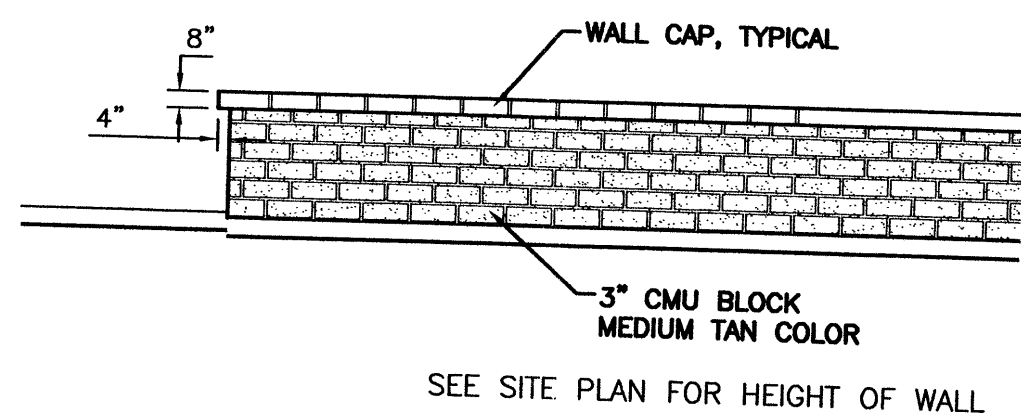 8"
WALL CAP, TYPICAL
4"
3" CMU BLOCK
MEDIUM TAN COLOR
SEE SITE PLAN FOR HEIGHT OF WALL